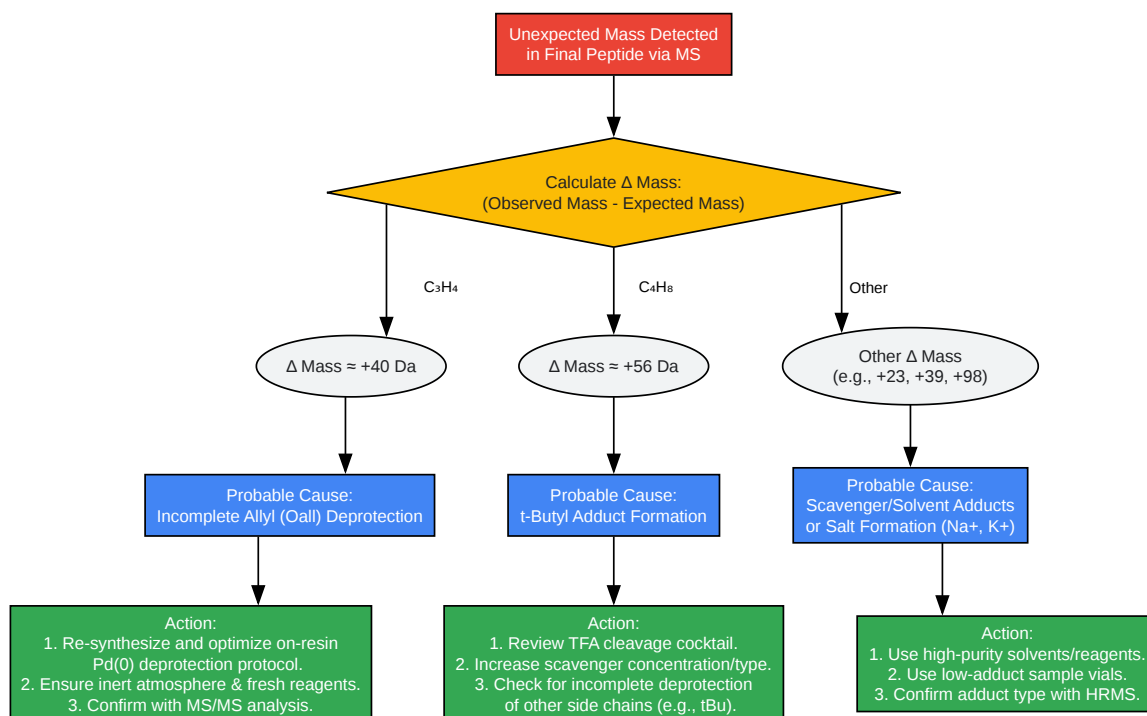 Unexpected Mass Detected
in Final Peptide via MS
Calculate Δ Mass:
(Observed Mass - Expected Mass)
C₃H₄
C₄H₈
Other
Δ Mass ≈ +40 Da
Δ Mass ≈ +56 Da
Other Δ Mass
(e.g., +23, +39, +98)
Probable Cause:
Incomplete Allyl (Oall) Deprotection
Probable Cause:
t-Butyl Adduct Formation
Probable Cause:
Scavenger/Solvent Adducts
or Salt Formation (Na+, K+)
Action:
1. Re-synthesize and optimize on-resin
Pd(0) deprotection protocol.
2. Ensure inert atmosphere & fresh reagents.
3. Confirm with MS/MS analysis.
Action:
1. Review TFA cleavage cocktail.
2. Increase scavenger concentration/type.
3. Check for incomplete deprotection
of other side chains (e.g., tBu).
Action:
1. Use high-purity solvents/reagents.
2. Use low-adduct sample vials.
3. Confirm adduct type with HRMS.